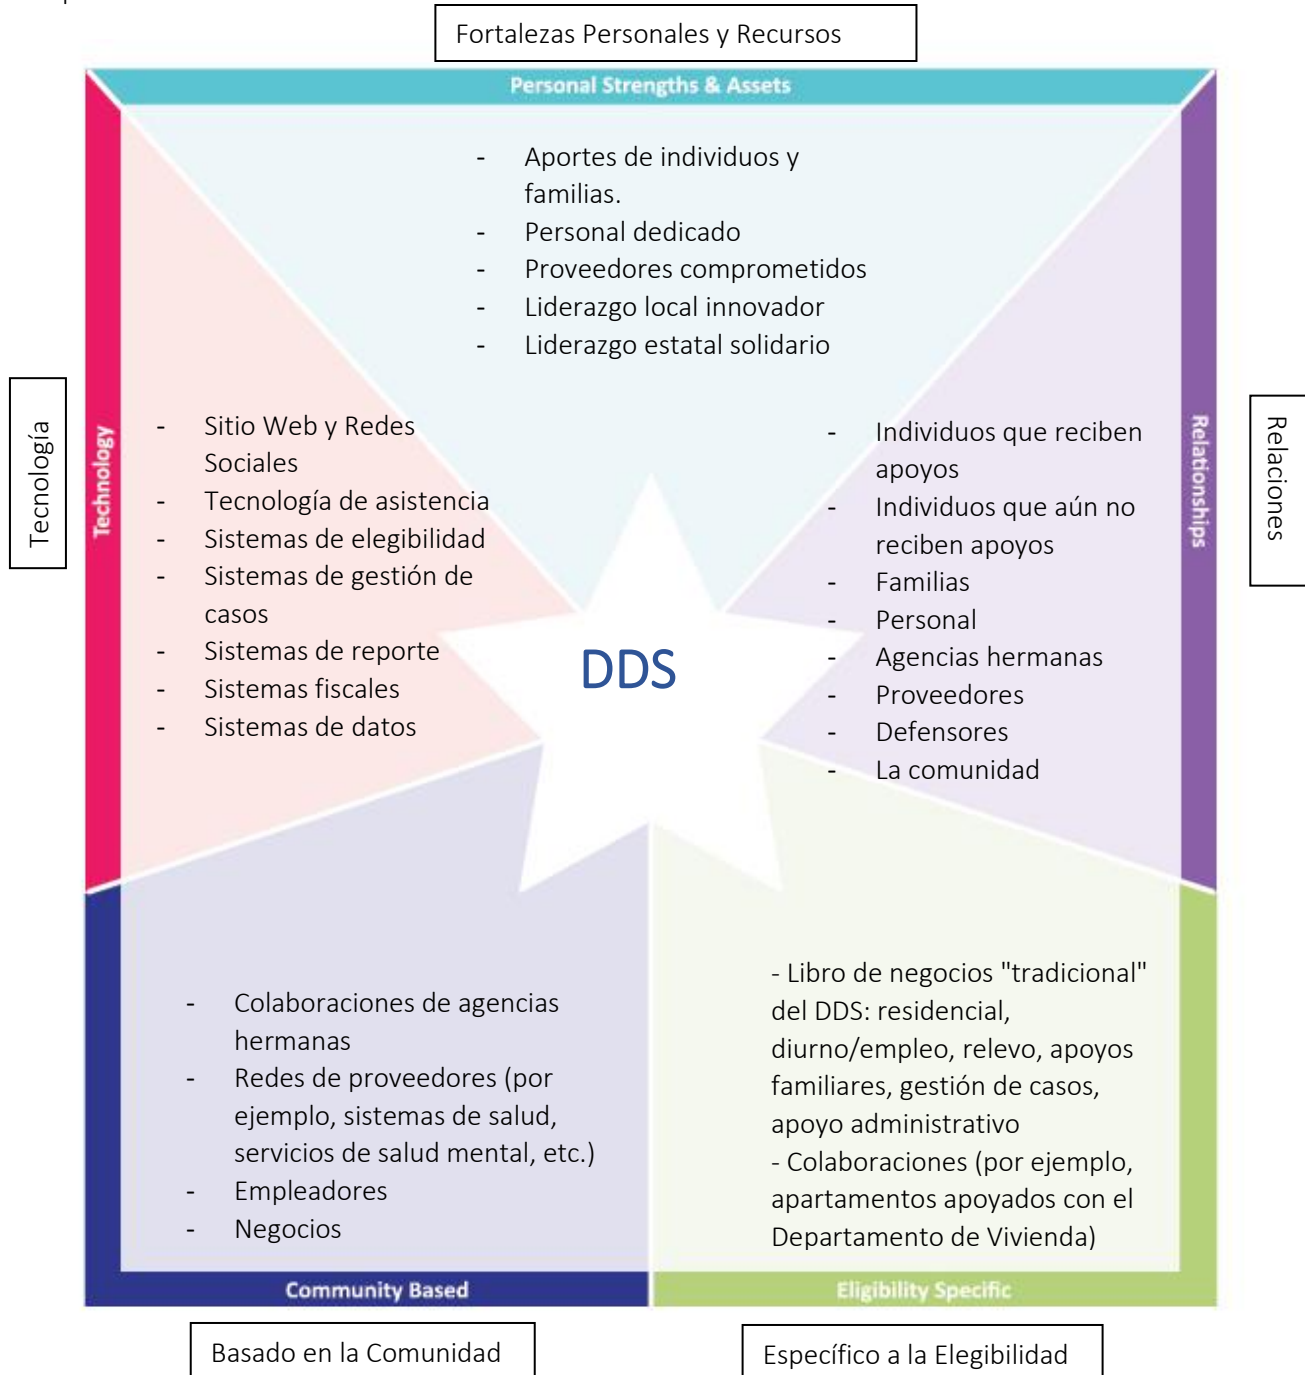 Fortalezas Personales y Recursos
Personal Strengths & Assets
- Aportes de individuos y
familias.
- Personal dedicado
- Proveedores comprometidos
- Liderazgo local innovador
- Liderazgo estatal solidario
Tecnología
Technology
- Sitio Web y Redes
Sociales
- Tecnología de asistencia
- Sistemas de elegibilidad
- Sistemas de gestión de
casos
- Sistemas de reporte
- Sistemas fiscales
- Sistemas de datos
DDS
- Individuos que reciben
apoyos
- Individuos que aún no
reciben apoyos
- Familias
- Personal
- Agencias hermanas
- Proveedores
- Defensores
- La comunidad
Relationships
Relaciones
- Colaboraciones de agencias
hermanas
- Redes de proveedores (por
ejemplo, sistemas de salud,
servicios de salud mental, etc.)
- Empleadores
- Negocios
- Libro de negocios "tradicional"
del DDS: residencial,
diurno/empleo, relevo, apoyos
familiares, gestión de casos,
apoyo administrativo
- Colaboraciones (por ejemplo,
apartamentos apoyados con el
Departamento de Vivienda)
Community Based
Eligibility Specific
Basado en la Comunidad
Específico a la Elegibilidad